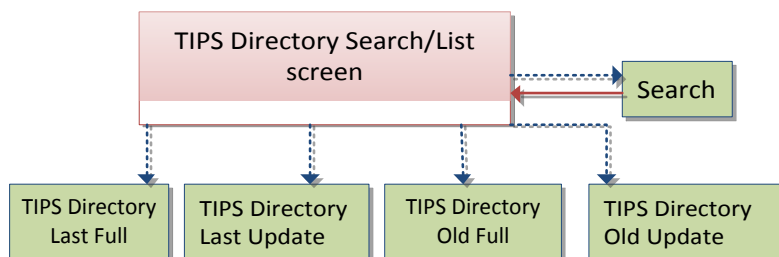 TIPS Directory Search/List
screen
Search
TIPS Directory
Last Full
TIPS Directory
Last Update
TIPS Directory
Old Full
TIPS Directory
Old Update